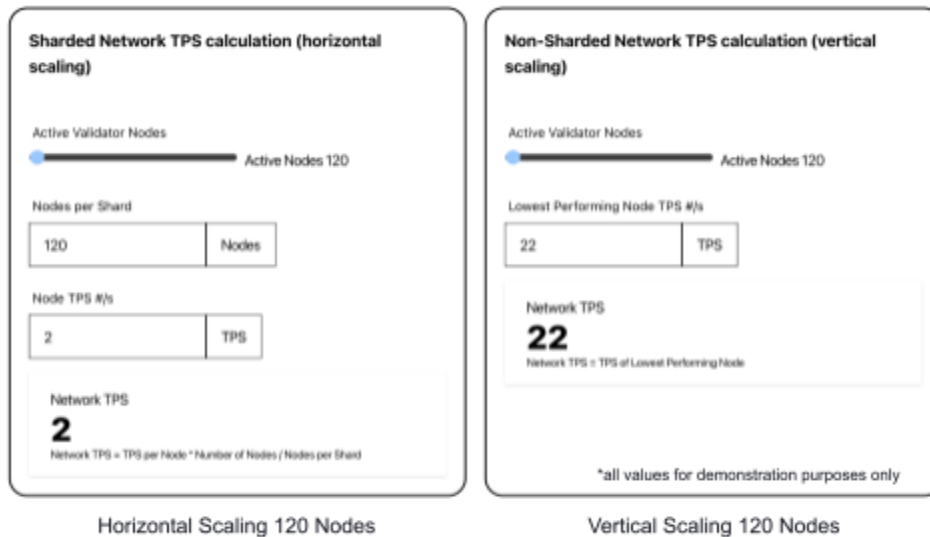 Sharded Network TPS calculation (horizontal
scaling)
Active Validator Nodes
Active Nodes 120
Nodes per Shard
120 Nodes
Node TPS #/s
2 TPS
Network TPS
2
Network TPS = TPS per Node * Number of Nodes / Nodes per Shard
Horizontal Scaling 120 Nodes
Non-Sharded Network TPS calculation (vertical
scaling)
Active Validator Nodes
Active Nodes 120
Lowest Performing Node TPS #/s
22 TPS
Network TPS
22
Network TPS = TPS of Lowest Performing Node
*all values for demonstration purposes only
Vertical Scaling 120 Nodes